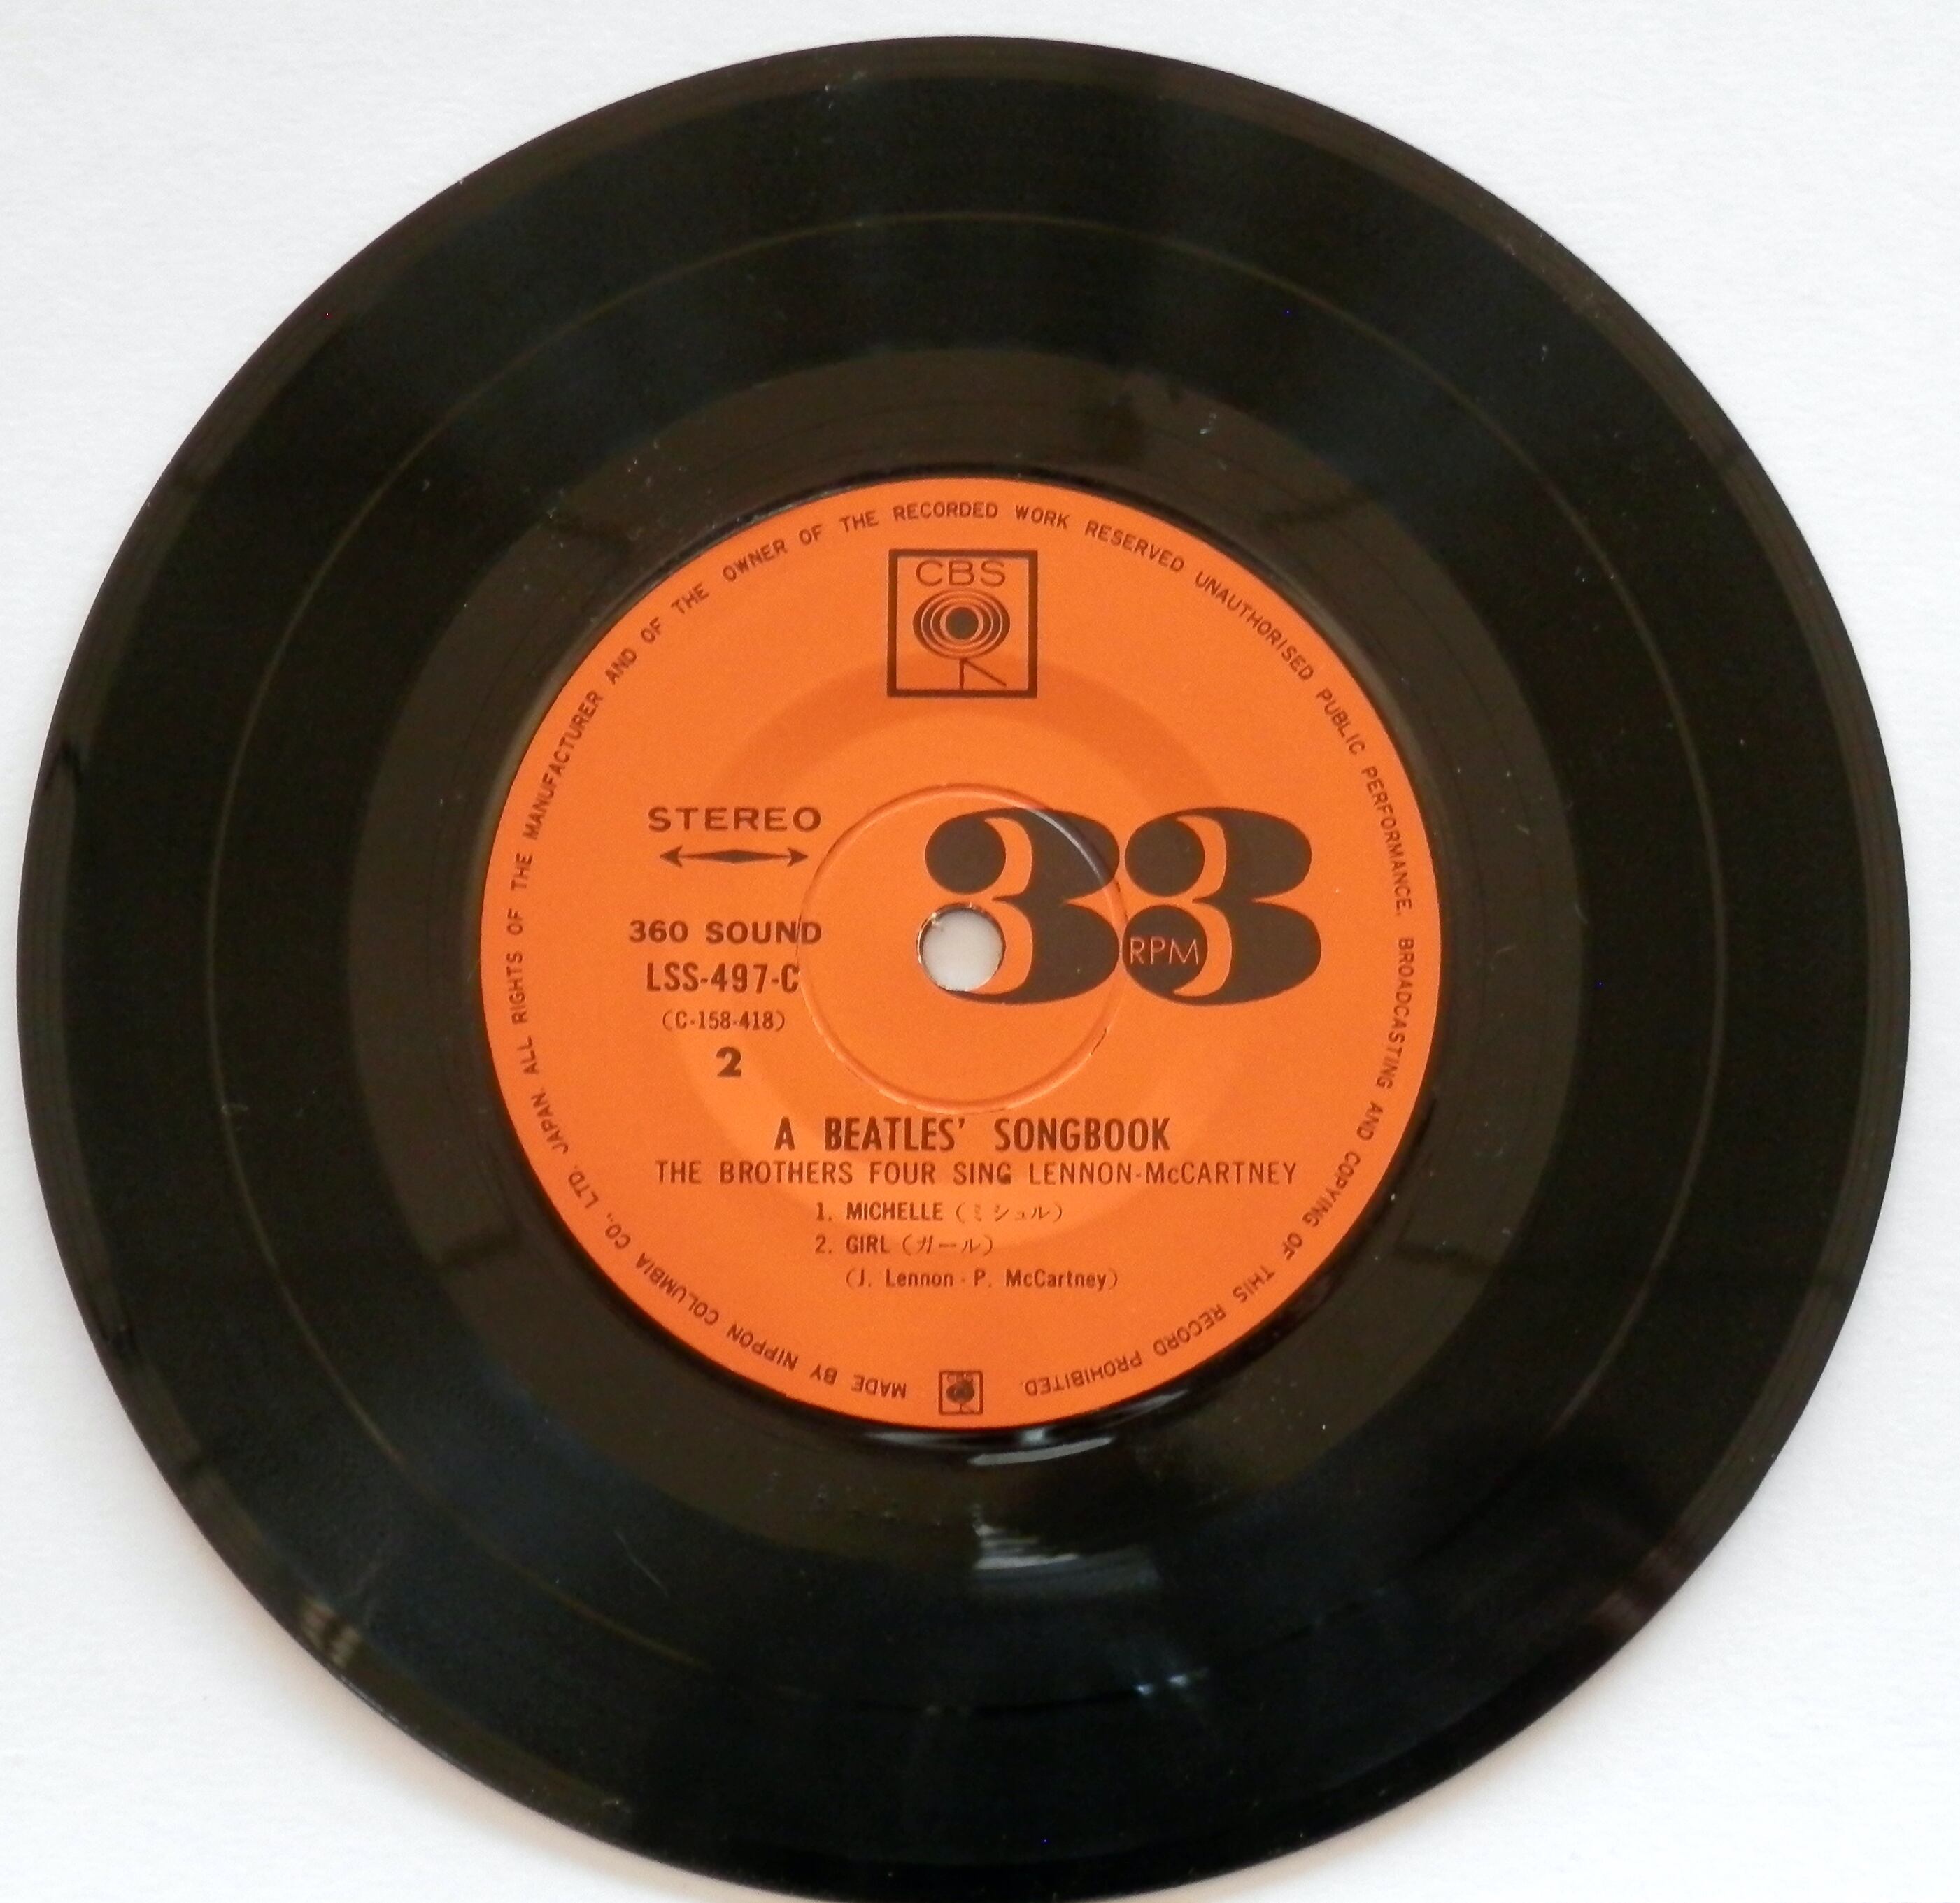 MADE BY NIPPON COLUMBIA CO., LTD. JAPAN. ALL RIGHTS OF THE MANUFACTURER AND OF THE OWNER OF THE RECORDED WORK RESERVED UNAUTHORISED PUBLIC PERFORMANCE. BROADCASTING AND COPYING OF THIS RECORD PROHIBITED.
CBS
STEREO
33
RPM
360 SOUND
LSS-497-C
(C-158-418)
2
A BEATLES' SONGBOOK
THE BROTHERS FOUR SING LENNON-McCARTNEY
1. MICHELLE (ミシェル)
2. GIRL (ガール)
(J. Lennon - P. McCartney)
CBS